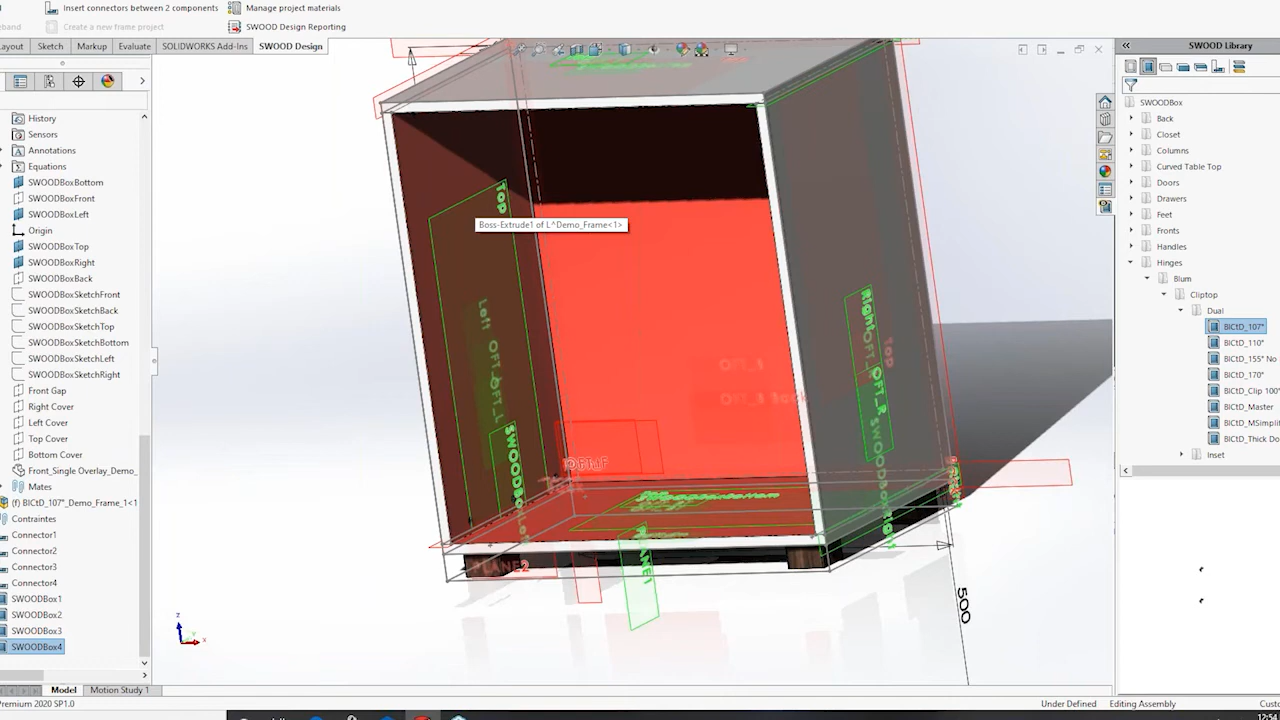 Insert connectors between 2 components
Manage project materials
eband
Create a new frame project
SWOOD Design Reporting
Layout
Sketch
Markup
Evaluate
SOLIDWORKS Add-Ins
SWOOD Design
SWOOD Library
History
Sensors
Annotations
Equations
SWOODBoxBottom
SWOODBoxFront
SWOODBoxLeft
Origin
SWOODBoxTop
SWOODBoxRight
SWOODBoxBack
SWOODBoxSketchFront
SWOODBoxSketchBack
SWOODBoxSketchTop
SWOODBoxSketchBottom
SWOODBoxSketchLeft
SWOODBoxSketchRight
Front Gap
Right Cover
Left Cover
Top Cover
Bottom Cover
Front_Single Overlay_Demo_
Mates
(f) BlCtD_107°_Demo_Frame_1<1
Contraintes
Connector1
Connector2
Connector3
Connector4
SWOODBox1
SWOODBox2
SWOODBox3
SWOODBox4
Model
Motion Study 1
Premium 2020 SP1.0
Top
Boss-Extrude1 of L^Demo_Frame<1>
Left
PLANE1
PLANE2
500
z
x
SWOODBox
Back
Closet
Columns
Curved Table Top
Doors
Drawers
Feet
Fronts
Handles
Hinges
Blum
Cliptop
Dual
BlCtD_107°
BlCtD_110°
BlCtD_155° No
BlCtD_170°
BlCtD_Clip 100°
BlCtD_Master
BlCtD_MSimplif
BlCtD_Thick Do
Inset
Under Defined
Editing Assembly
Custo